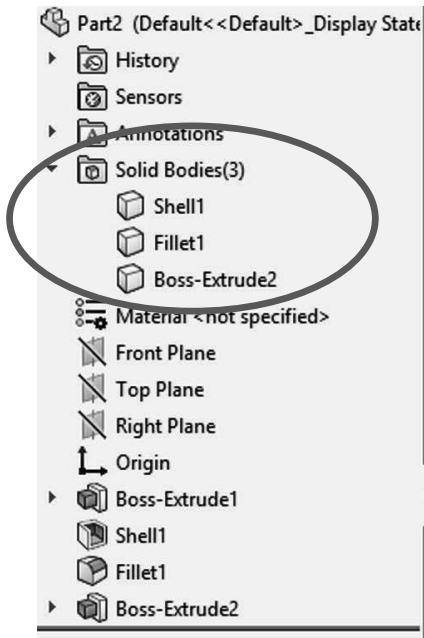 Part2 (Default<<Default>_Display State
History
Sensors
Annotations
Solid Bodies(3)
Shell1
Fillet1
Boss-Extrude2
Material <not specified>
Front Plane
Top Plane
Right Plane
Origin
Boss-Extrude1
Shell1
Fillet1
Boss-Extrude2